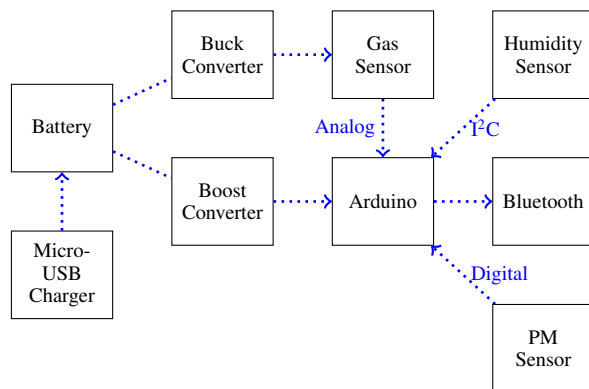 Buck
Converter
Gas
Sensor
Humidity
Sensor
Battery
Analog
I²C
Boost
Converter
Arduino
Bluetooth
Micro-
USB
Charger
Digital
PM
Sensor